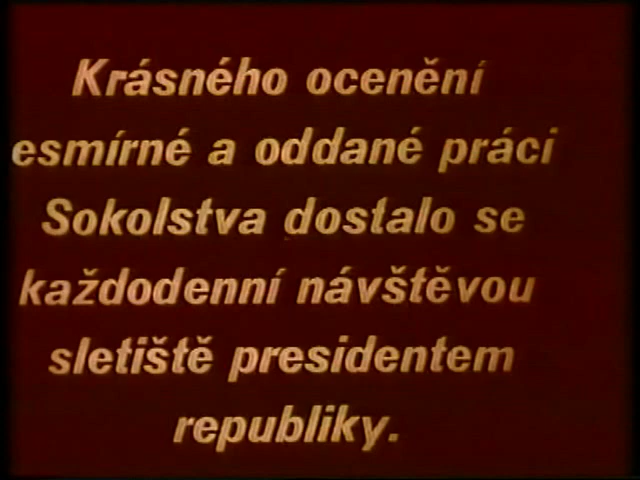 Krásného ocenění
esmírné a oddané práci
Sokolstva dostalo se
každodenní návštěvou
sletiště presidentem
republiky.